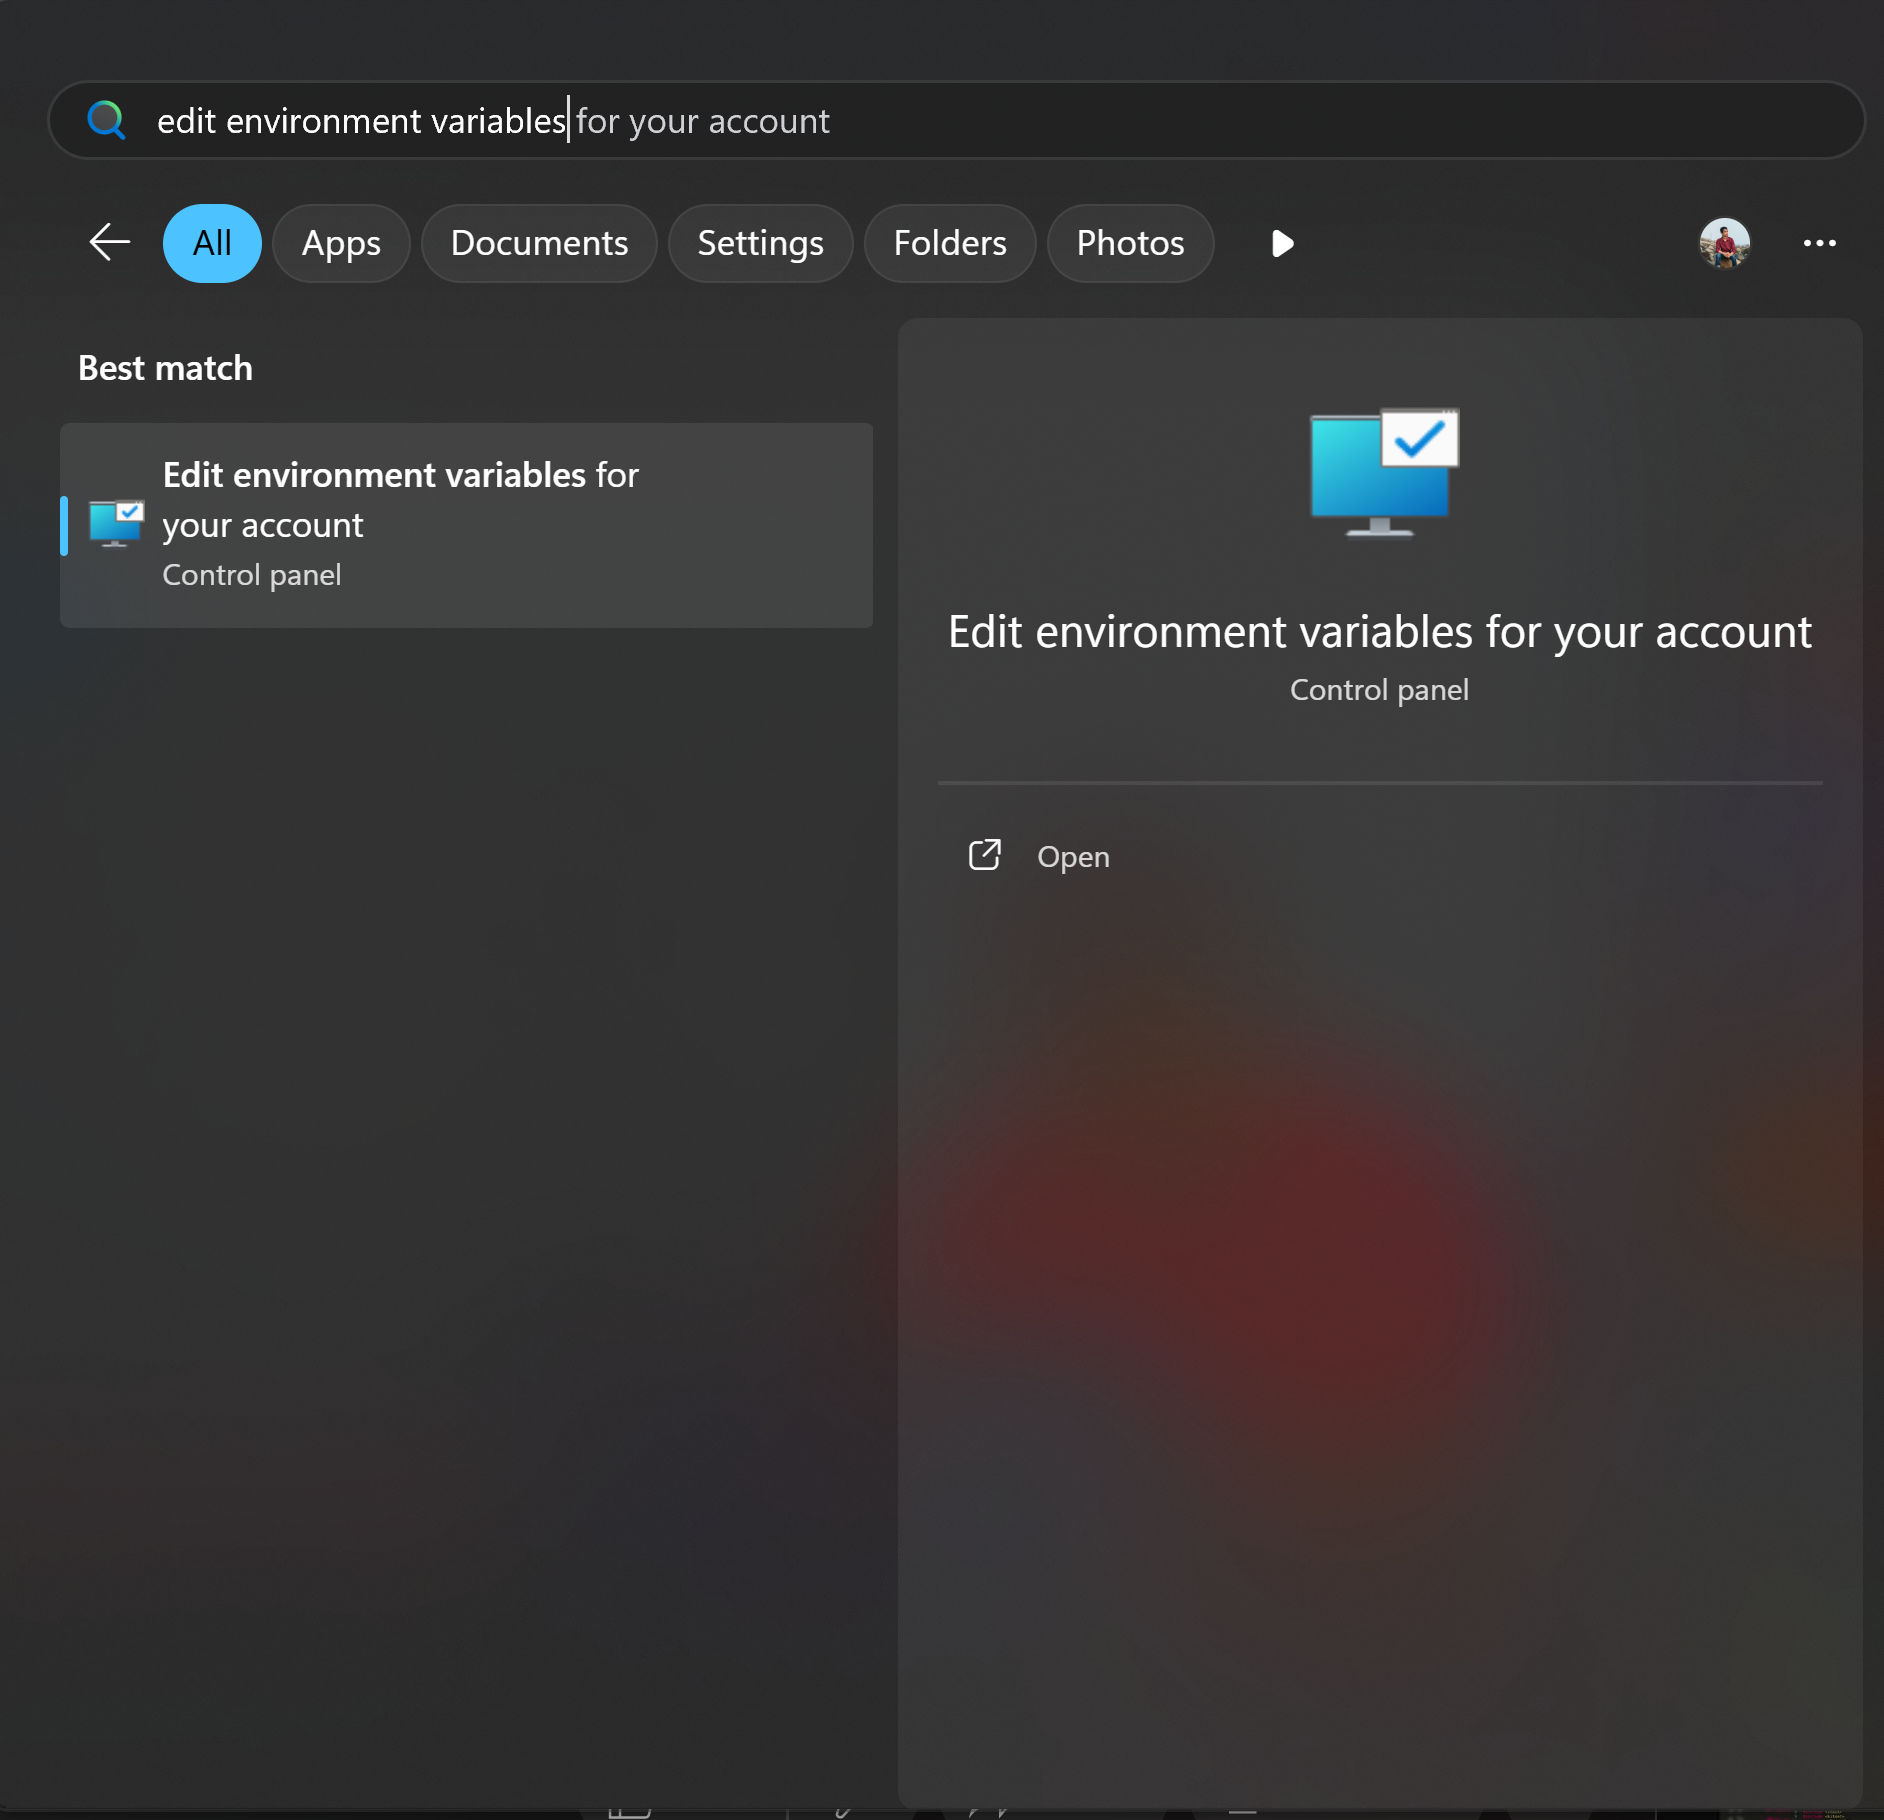 edit environment variables for your account
All Apps Documents Settings Folders Photos
Best match
Edit environment variables for
your account
Control panel
Edit environment variables for your account
Control panel
Open